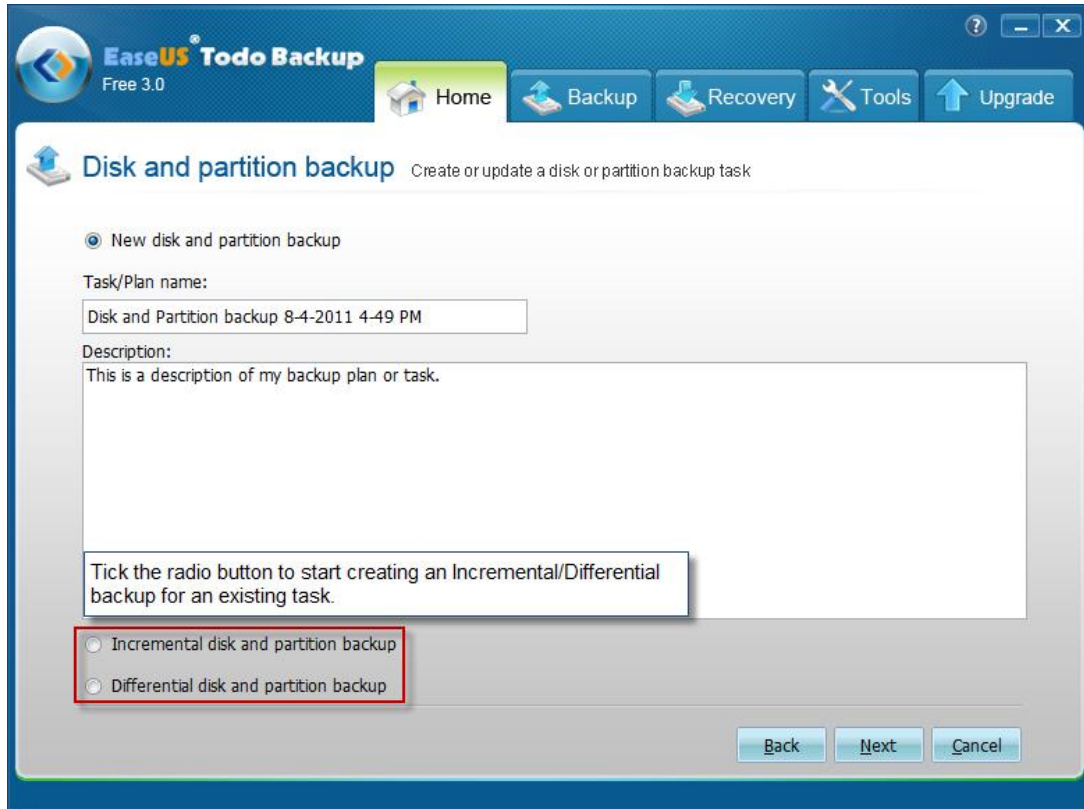 EaseUS® Todo Backup
Free 3.0
Home
Backup
Recovery
Tools
Upgrade
Disk and partition backup Create or update a disk or partition backup task
New disk and partition backup
Task/Plan name:
Disk and Partition backup 8-4-2011 4-49 PM
Description:
This is a description of my backup plan or task.
Tick the radio button to start creating an Incremental/Differential
backup for an existing task.
Incremental disk and partition backup
Differential disk and partition backup
Back
Next
Cancel